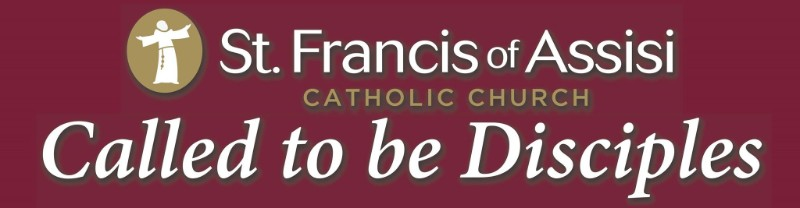 St. Francis of Assisi
CATHOLIC CHURCH
Called to be Disciples